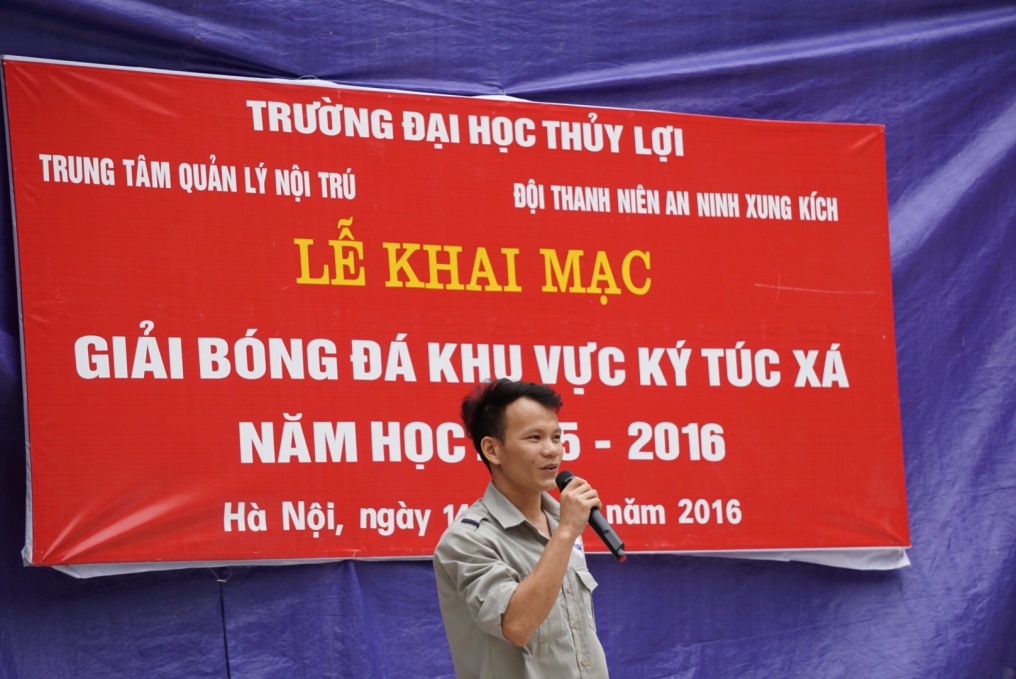 TRƯỜNG ĐẠI HỌC THỦY LỢI
TRUNG TÂM QUẢN LÝ NỘI TRÚ
ĐỘI THANH NIÊN AN NINH XUNG KÍCH
LỄ KHAI MẠC
GIẢI BÓNG ĐÁ KHU VỰC KÝ TÚC XÁ
NĂM HỌC - 2016
Hà Nội, ngày năm 2016